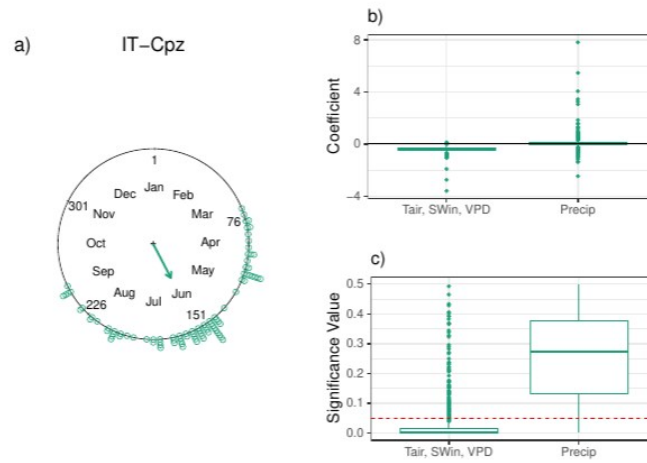 a)
IT−Cpz
1
Jan
Feb
Mar
76
Apr
May
Jun
151
Jul
Aug
226
Sep
Oct
Nov
301
Dec
b)
Coefficient
8
4
0
−4
Tair, SWin, VPD
Precip
c)
Significance Value
0.5
0.4
0.3
0.2
0.1
0.0
Tair, SWin, VPD
Precip